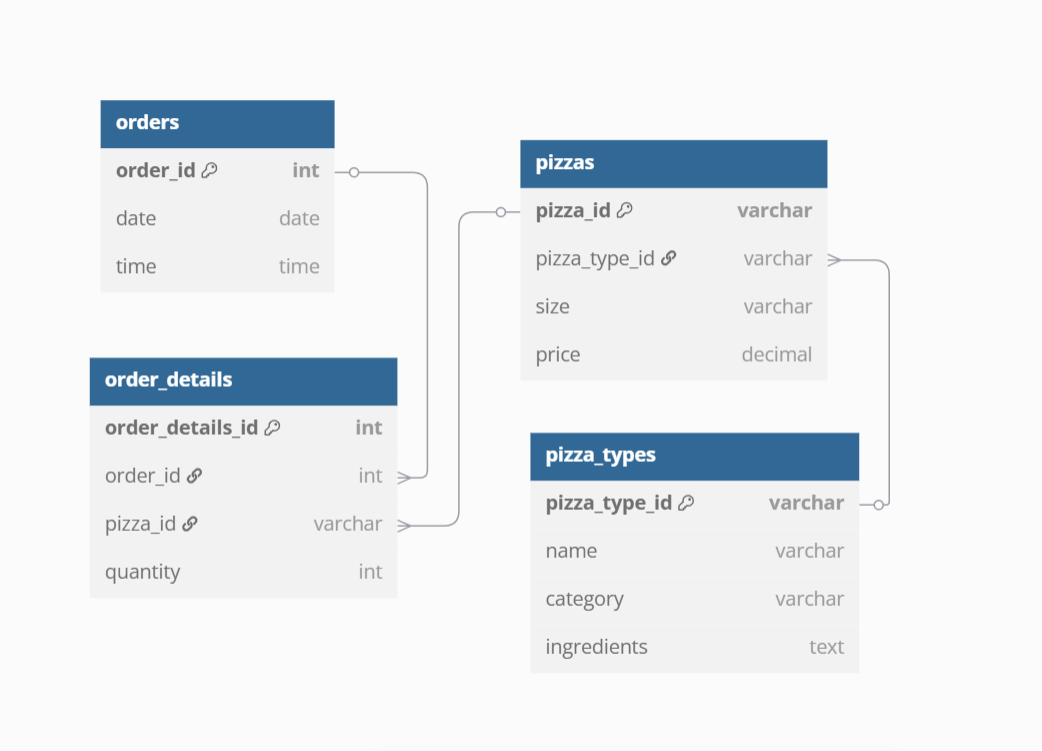 orders
order_id int
date date
time time
order_details
order_details_id int
order_id int
pizza_id varchar
quantity int
pizzas
pizza_id varchar
pizza_type_id varchar
size varchar
price decimal
pizza_types
pizza_type_id varchar
name varchar
category varchar
ingredients text